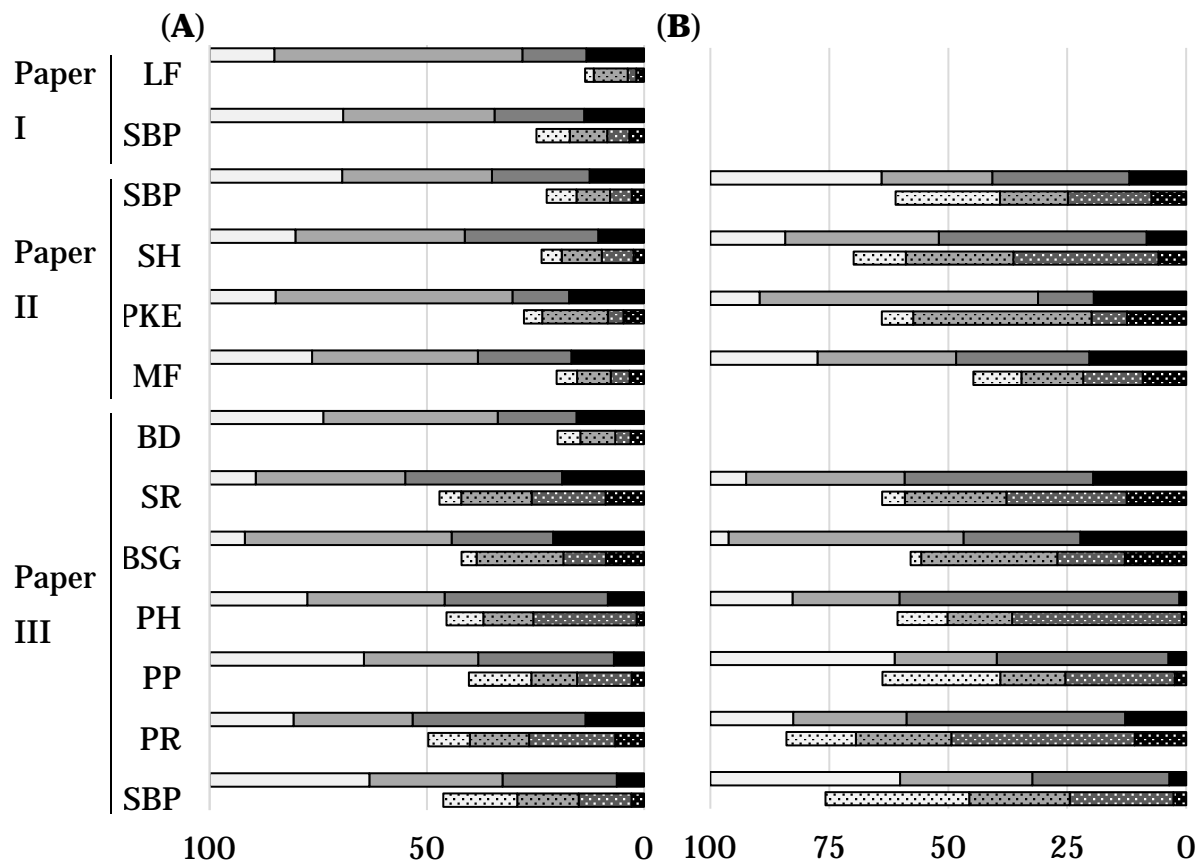 (A) (B)
Paper I
LF
SBP
Paper II
SBP
SH
PKE
MF
Paper III
BD
SR
BSG
PH
PP
PR
SBP
100 50 0
100 75 50 25 0